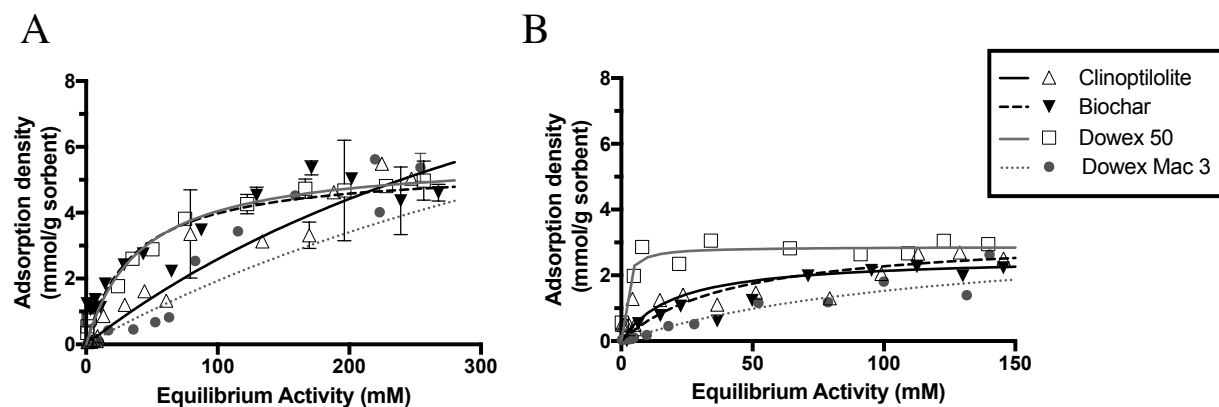 A
Adsorption density
(mmol/g sorbent)
8
6
4
2
0
0 100 200 300
Equilibrium Activity (mM)
B
Adsorption density
(mmol/g sorbent)
8
6
4
2
0
0 50 100 150
Equilibrium Activity (mM)
Clinoptilolite
Biochar
Dowex 50
Dowex Mac 3